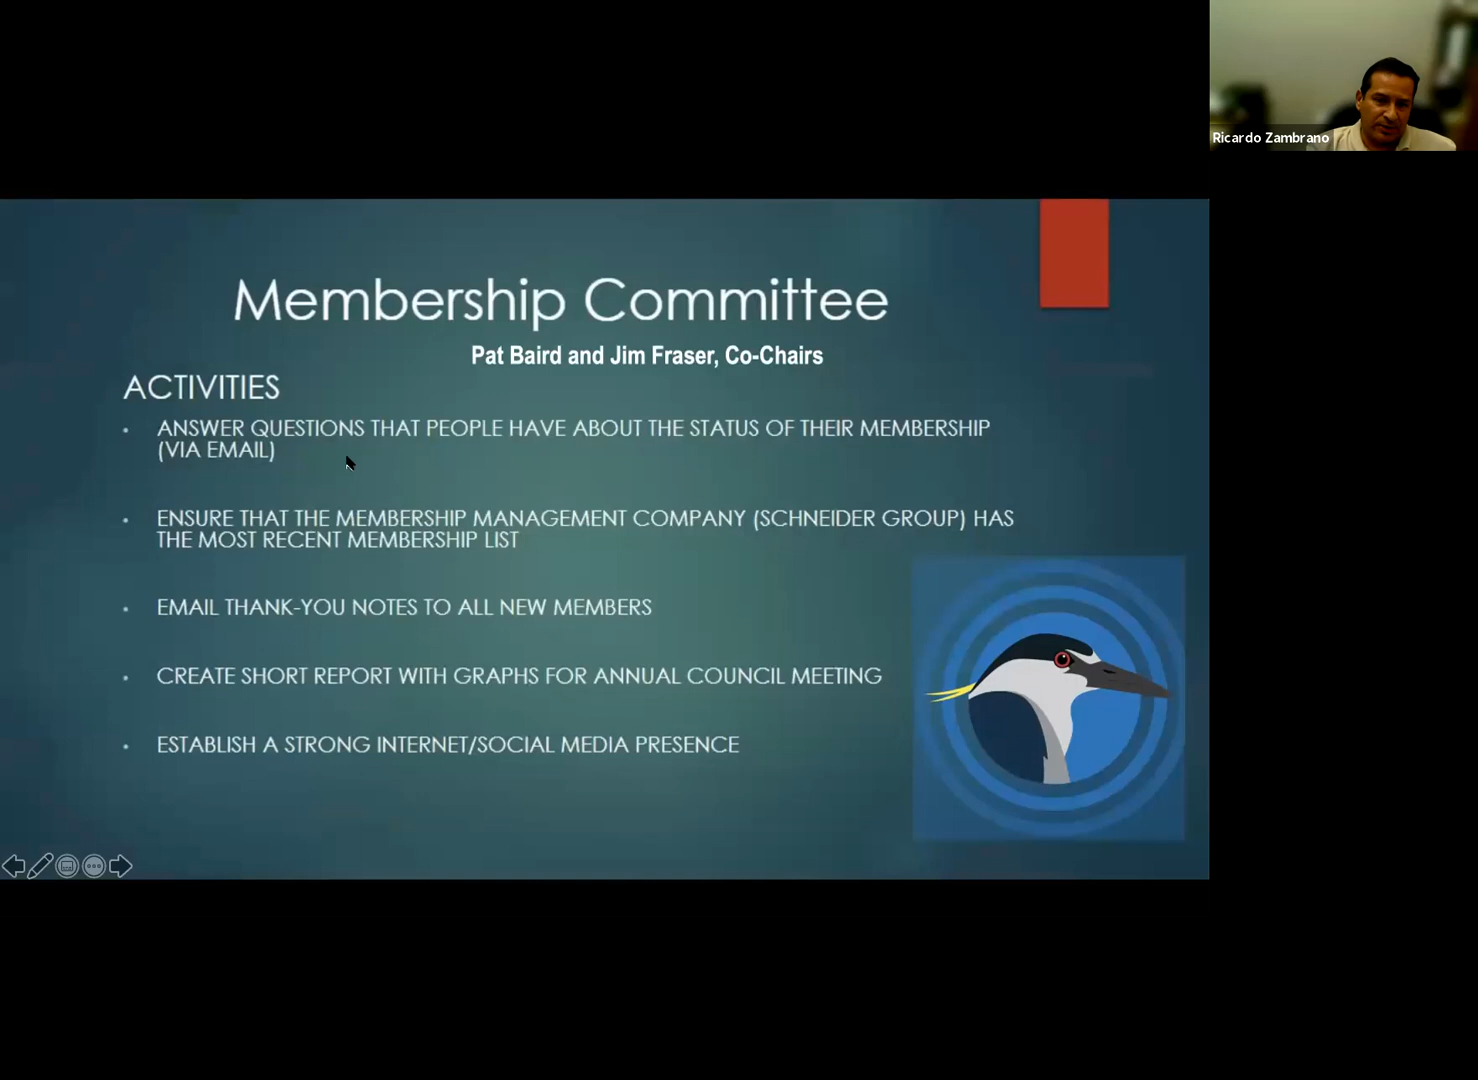 Ricardo Zambrano
Membership Committee
Pat Baird and Jim Fraser, Co-Chairs
ACTIVITIES
• ANSWER QUESTIONS THAT PEOPLE HAVE ABOUT THE STATUS OF THEIR MEMBERSHIP
(VIA EMAIL)
• ENSURE THAT THE MEMBERSHIP MANAGEMENT COMPANY (SCHNEIDER GROUP) HAS
THE MOST RECENT MEMBERSHIP LIST
• EMAIL THANK-YOU NOTES TO ALL NEW MEMBERS
• CREATE SHORT REPORT WITH GRAPHS FOR ANNUAL COUNCIL MEETING
• ESTABLISH A STRONG INTERNET/SOCIAL MEDIA PRESENCE